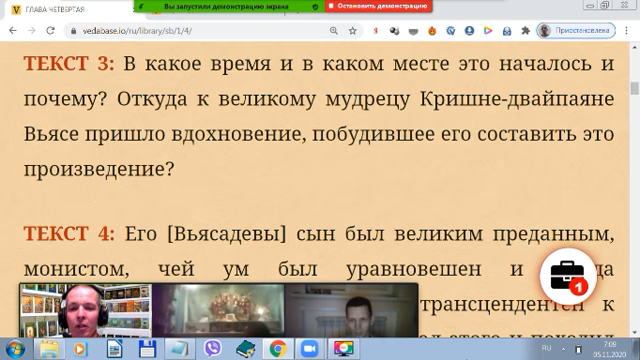 ГЛАВА ЧЕТВЕРТАЯ
Вы запустили демонстрацию экрана
Остановить демонстрацию
vedabase.io/ru/library/sb/1/4/
Приостановлена
ТЕКСТ 3: В какое время и в каком месте это началось и
почему? Откуда к великому мудрецу Кришне-двайпаяне
Вьясе пришло вдохновение, побудившее его составить это
произведение?
ТЕКСТ 4: Его [Вьясадевы] сын был великим преданным,
монистом, чей ум был уравновешен и
трансцендентен к
1
RU
7:09
05.11.2020